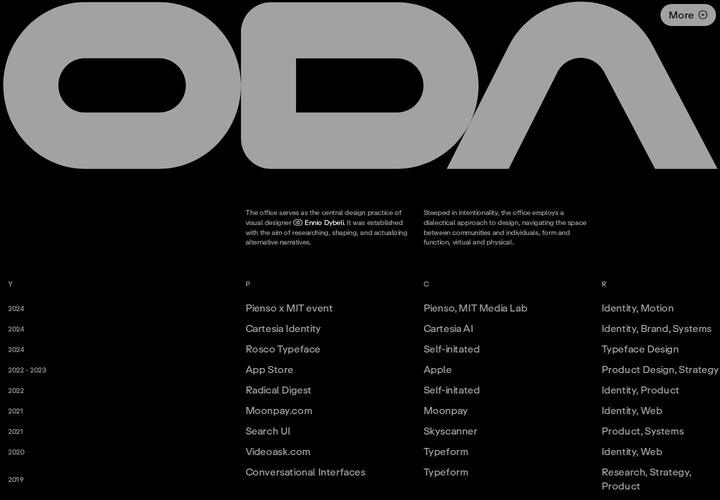 ODA
More
The office serves as the central design practice of
visual designer Ennio Dybeli. It was established
with the aim of researching, shaping, and actualizing
alternative narratives.
Steeped in intentionality, the office employs a
dialectical approach to design, navigating the space
between communities and individuals, form and
function, virtual and physical.
Y P C R
2024 Pienso x MIT event Pienso, MIT Media Lab Identity, Motion
2024 Cartesia Identity Cartesia AI Identity, Brand, Systems
2024 Rosco Typeface Self-initated Typeface Design
2022 - 2023 App Store Apple Product Design, Strategy
2022 Radical Digest Self-initated Identity, Product
2021 Moonpay.com Moonpay Identity, Web
2021 Search UI Skyscanner Product, Systems
2020 Videoask.com Typeform Identity, Web
2019 Conversational Interfaces Typeform Research, Strategy,
Product